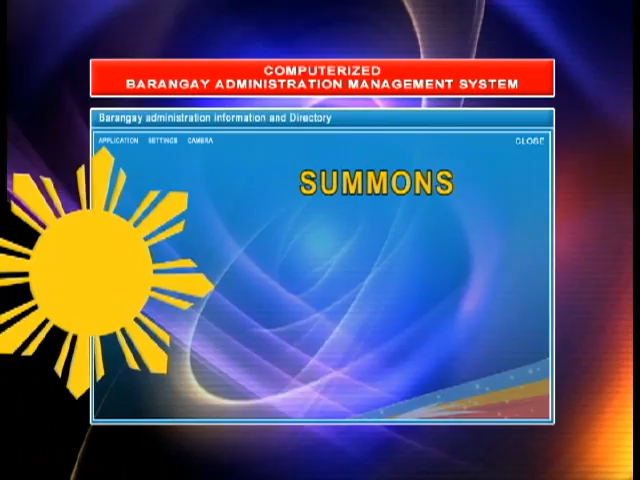 COMPUTERIZED
BARANGAY ADMINISTRATION MANAGEMENT SYSTEM
Barangay administration information and Directory
APPLICATION SETTINGS CAMERA CLOSE
SUMMONS